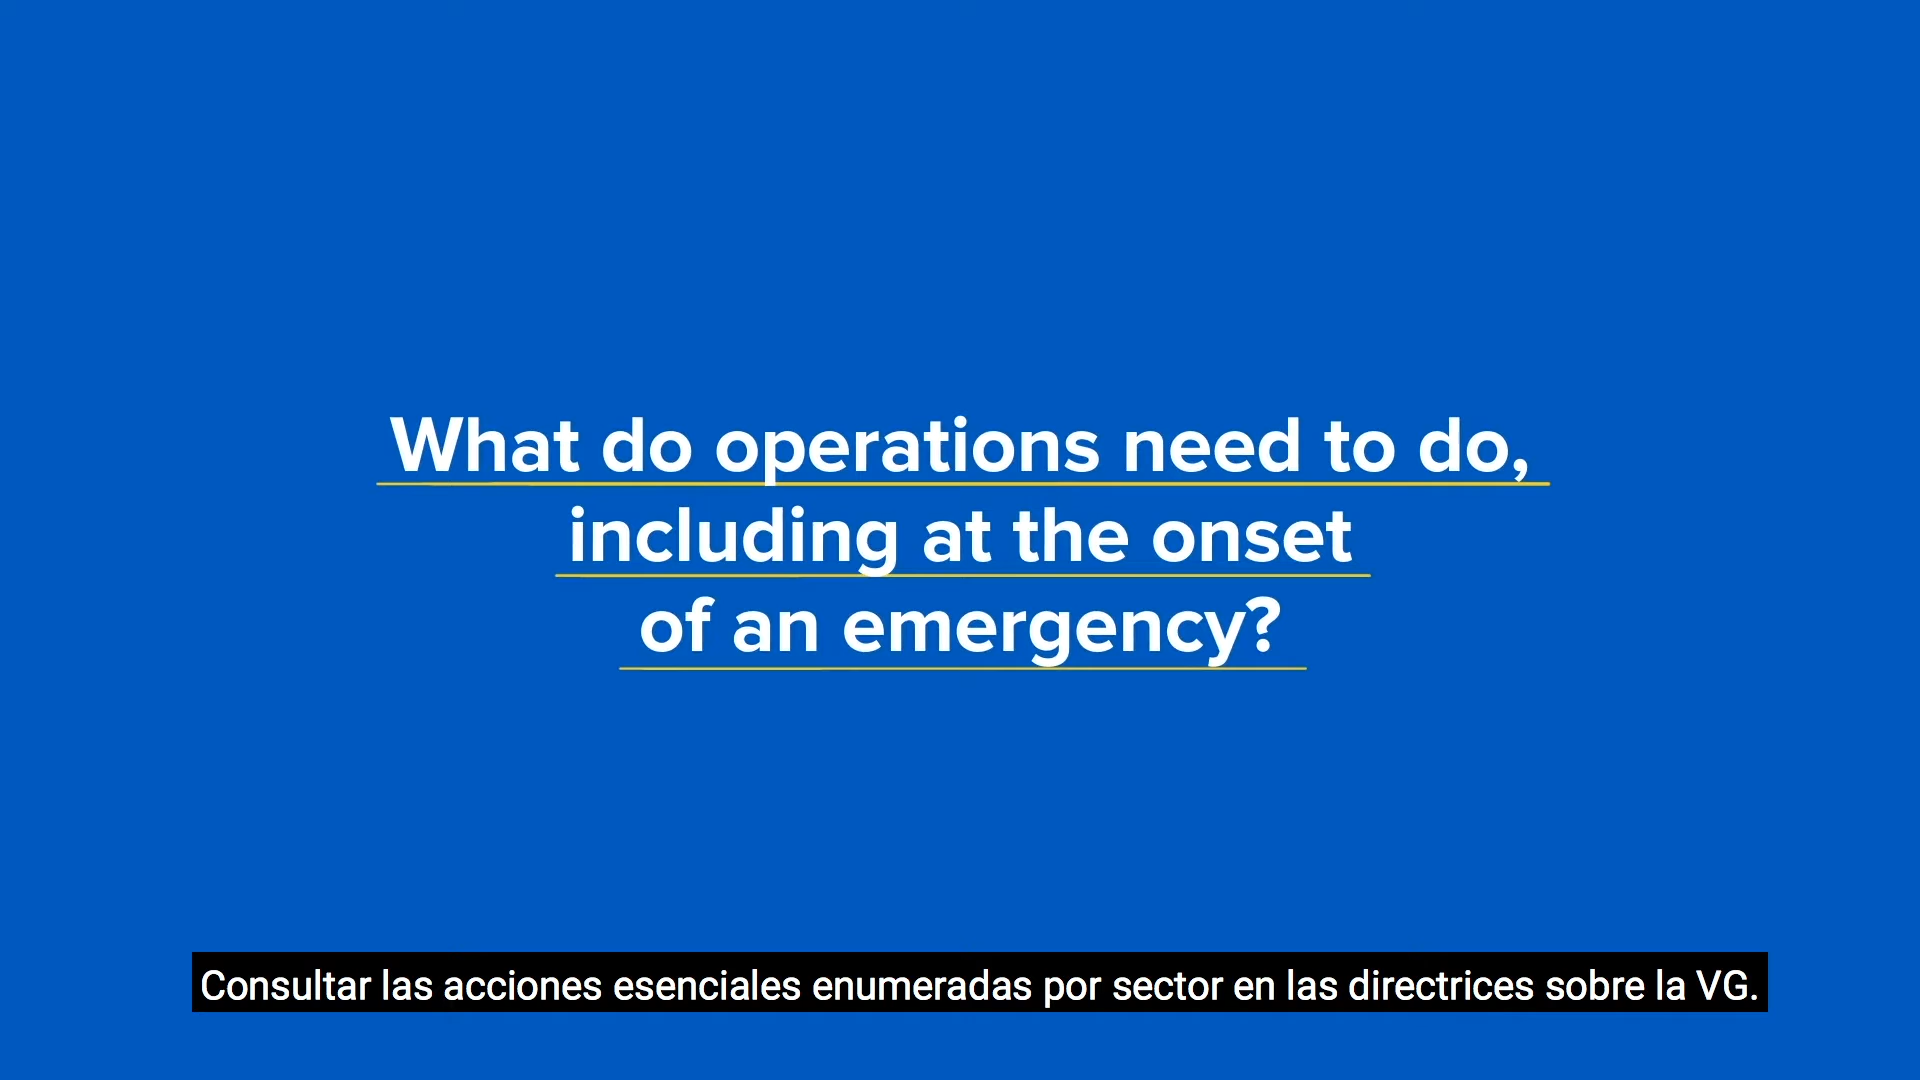 What do operations need to do,
including at the onset
of an emergency?
Consultar las acciones esenciales enumeradas por sector en las directrices sobre la VG.